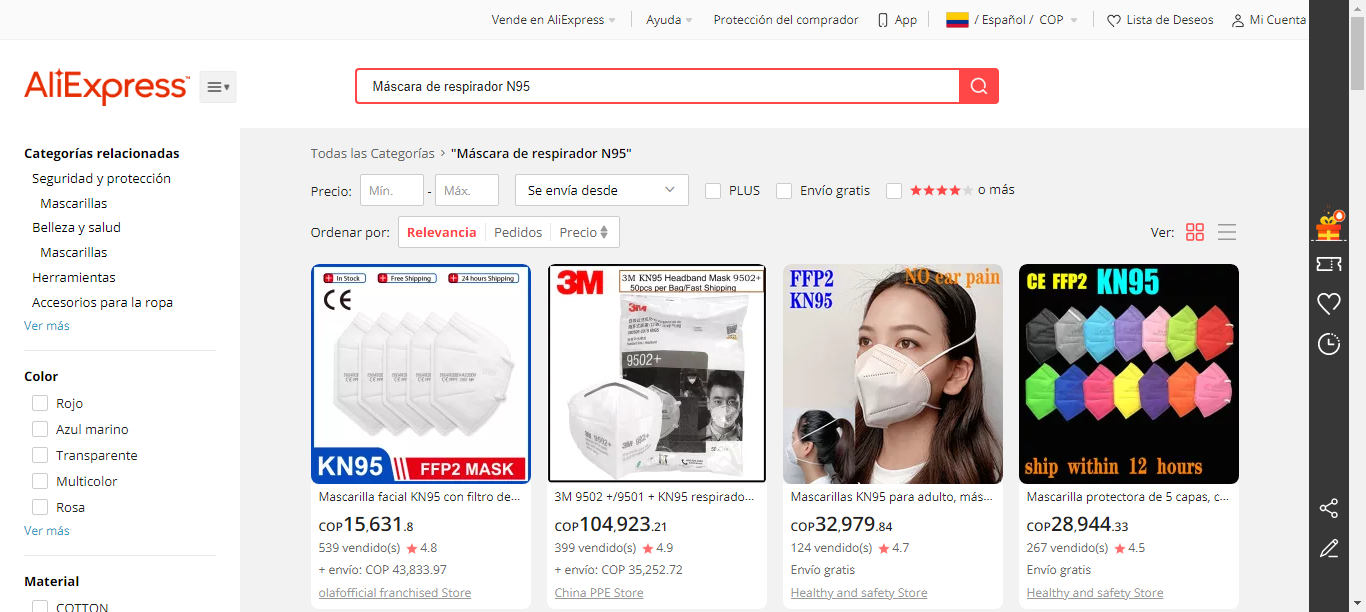 Vende en AliExpress
Ayuda
Protección del comprador
App
/ Español / COP
Lista de Deseos
Mi Cuenta
AliExpress
Máscara de respirador N95
Categorías relacionadas
Seguridad y protección
Mascarillas
Belleza y salud
Mascarillas
Herramientas
Accesorios para la ropa
Ver más
Color
Rojo
Azul marino
Transparente
Multicolor
Rosa
Ver más
Material
COTTON
Todas las Categorías > "Máscara de respirador N95"
Precio: Mín. - Máx.
Se envía desde
PLUS
Envío gratis
o más
Ordenar por: Relevancia Pedidos Precio
Ver:
In Stock
Free Shipping
24 hours Shipping
CE
KN95
FFP2 MASK
Mascarilla facial KN95 con filtro de...
COP15,631.8
539 vendido(s) 4.8
+ envío: COP 43,833.97
olafofficial franchised Store
3M
3M KN95 Headband Mask 9502+
50pcs per Bag/Fast Shipping
3M
9502+
3M
9502+
3M 9502 +/9501 + KN95 respirado...
COP104,923.21
399 vendido(s) 4.9
+ envío: COP 35,252.72
China PPE Store
FFP2
KN95
NO ear pain
Mascarillas KN95 para adulto, más...
COP32,979.84
124 vendido(s) 4.7
Envío gratis
Healthy and safety Store
CE FFP2 KN95
ship within 12 hours
Mascarilla protectora de 5 capas, c...
COP28,944.33
267 vendido(s) 4.5
Envío gratis
Healthy and safety Store